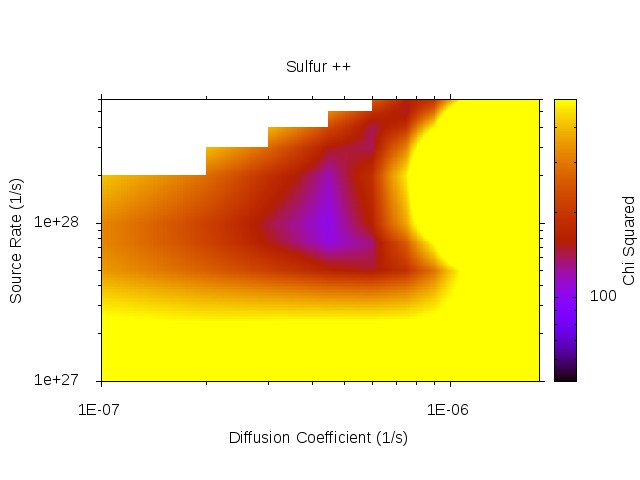 Sulfur ++
Source Rate (1/s)
1e+28
1e+27
1E-07
1E-06
Diffusion Coefficient (1/s)
100
Chi Squared